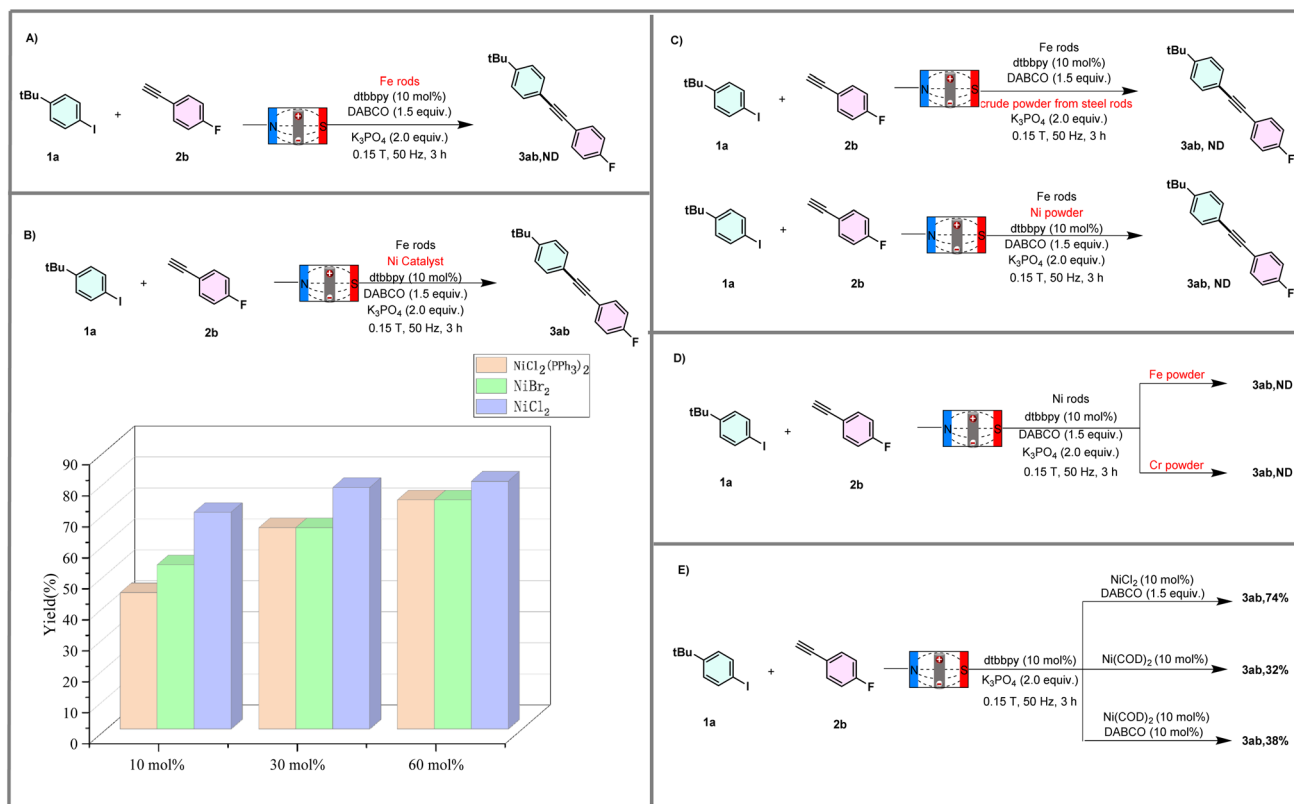 A)
tBu
I
1a
+
F
2b
N
S
Fe rods
dtbbpy (10 mol%)
DABCO (1.5 equiv.)
K₃PO₄ (2.0 equiv.)
0.15 T, 50 Hz, 3 h
tBu
F
3ab,ND
B)
tBu
I
1a
+
F
2b
N
S
Fe rods
Ni Catalyst
dtbbpy (10 mol%)
DABCO (1.5 equiv.)
K₃PO₄ (2.0 equiv.)
0.15 T, 50 Hz, 3 h
tBu
F
3ab
NiCl₂(PPh₃)₂
NiBr₂
NiCl₂
Yield(%)
90
80
70
60
50
40
30
20
10
0
10 mol%
30 mol%
60 mol%
C)
tBu
I
1a
+
F
2b
N
S
Fe rods
dtbbpy (10 mol%)
DABCO (1.5 equiv.)
crude powder from steel rods
K₃PO₄ (2.0 equiv.)
0.15 T, 50 Hz, 3 h
tBu
F
3ab, ND
tBu
I
1a
+
F
2b
N
S
Fe rods
Ni powder
dtbbpy (10 mol%)
DABCO (1.5 equiv.)
K₃PO₄ (2.0 equiv.)
0.15 T, 50 Hz, 3 h
tBu
F
3ab, ND
D)
tBu
I
1a
+
F
2b
N
S
Ni rods
dtbbpy (10 mol%)
DABCO (1.5 equiv.)
K₃PO₄ (2.0 equiv.)
0.15 T, 50 Hz, 3 h
Fe powder
3ab,ND
Cr powder
3ab,ND
E)
tBu
I
1a
+
F
2b
N
S
dtbbpy (10 mol%)
K₃PO₄ (2.0 equiv.)
0.15 T, 50 Hz, 3 h
NiCl₂ (10 mol%)
DABCO (1.5 equiv.)
3ab,74%
Ni(COD)₂ (10 mol%)
3ab,32%
Ni(COD)₂ (10 mol%)
DABCO (10 mol%)
3ab,38%